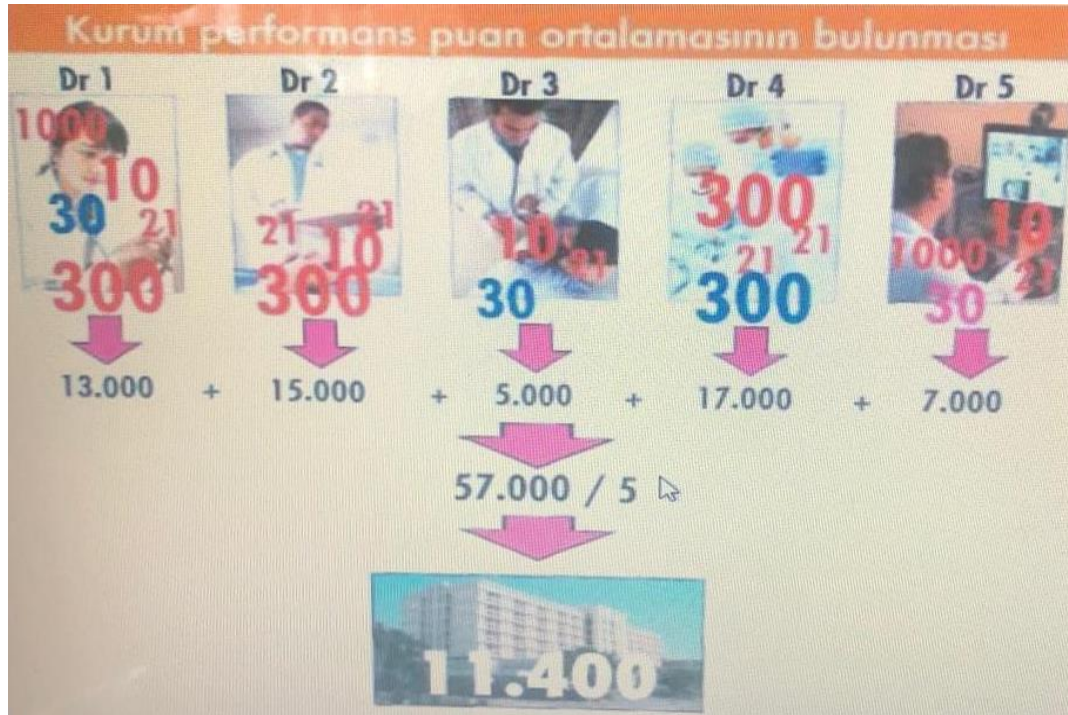 Kurum performans puan ortalamasının bulunması
Dr 1 Dr 2 Dr 3 Dr 4 Dr 5
1000 10 30 21 300
21 21 10 300
10 21 30
300 21 21 300
1000 10 21 30
13.000 + 15.000 + 5.000 + 17.000 + 7.000
57.000 / 5
11.400